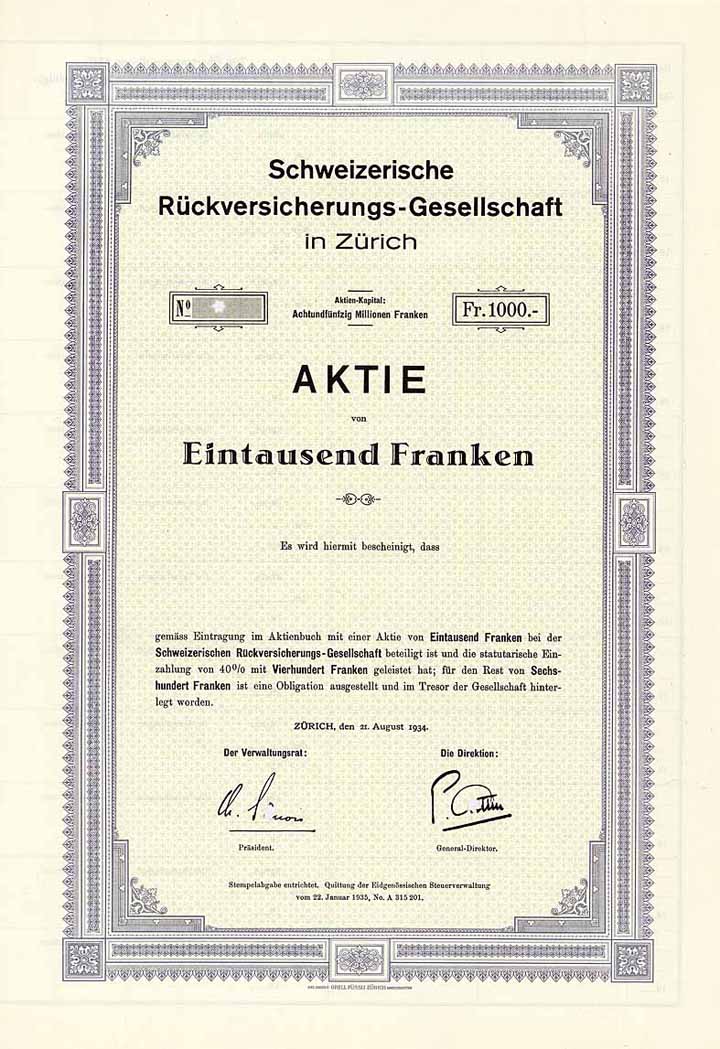 Schweizerische
Rückversicherungs-Gesellschaft
in Zürich
No
Aktien-Kapital:
Achtundfünfzig Millionen Franken
Fr. 1000.-
AKTIE
von
Eintausend Franken
Es wird hiermit bescheinigt, dass
gemäss Eintragung im Aktienbuch mit einer Aktie von Eintausend Franken bei der
Schweizerischen Rückversicherungs-Gesellschaft beteiligt ist und die statutarische Ein-
zahlung von 40% mit Vierhundert Franken geleistet hat; für den Rest von Sechs-
hundert Franken ist eine Obligation ausgestellt und im Tresor der Gesellschaft hinter-
legt worden.
ZÜRICH, den 21. August 1934.
Der Verwaltungsrat:
Die Direktion:
Präsident.
General-Direktor.
Stempelabgabe entrichtet. Quittung der Eidgenössischen Steuerverwaltung
vom 22. Januar 1935, No. A 315 201.
ORELL FÜSSLI ZÜRICH